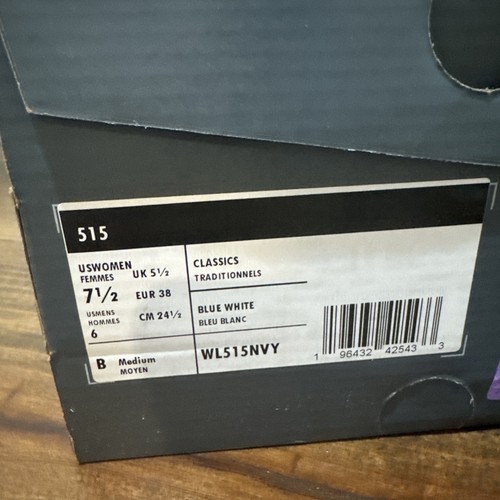 515
USWOMEN
FEMMES
UK 5½
7½
EUR 38
USMENS
HOMMES
CM 24½
6
B Medium
MOYEN
CLASSICS
TRADITIONNELS
BLUE WHITE
BLEU BLANC
WL515NVY
1 96432 42543 3